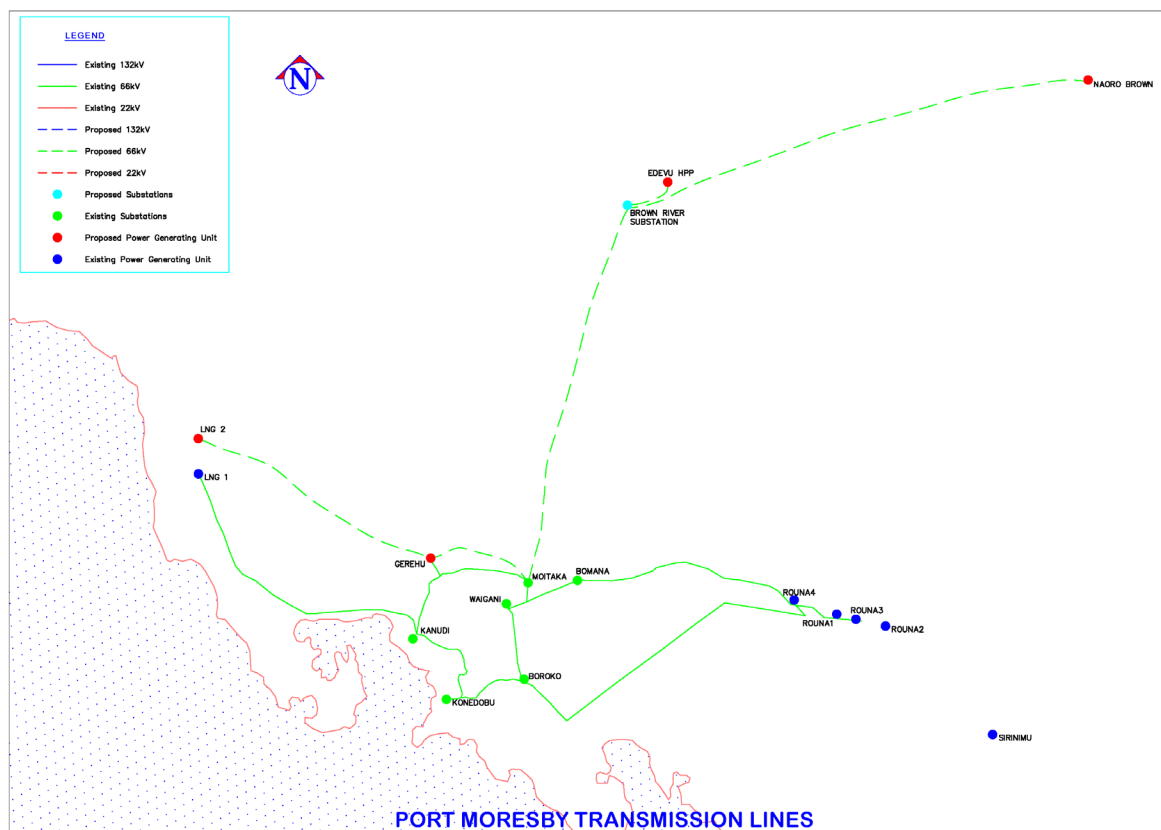 LEGEND
Existing 132kV
Existing 66kV
Existing 22kV
Proposed 132kV
Proposed 66kV
Proposed 22kV
Proposed Substations
Existing Substations
Proposed Power Generating Unit
Existing Power Generating Unit
N
NAORO BROWN
EDEVU HPP
BROWN RIVER
SUBSTATION
LNG 2
LNG 1
GEREHU
MOITAKA
BOMANA
WAIGANI
ROUNA4
ROUNA1
ROUNA3
ROUNA2
KANUDI
BOROKO
KONEDOBU
SIRINIMU
PORT MORESBY TRANSMISSION LINES